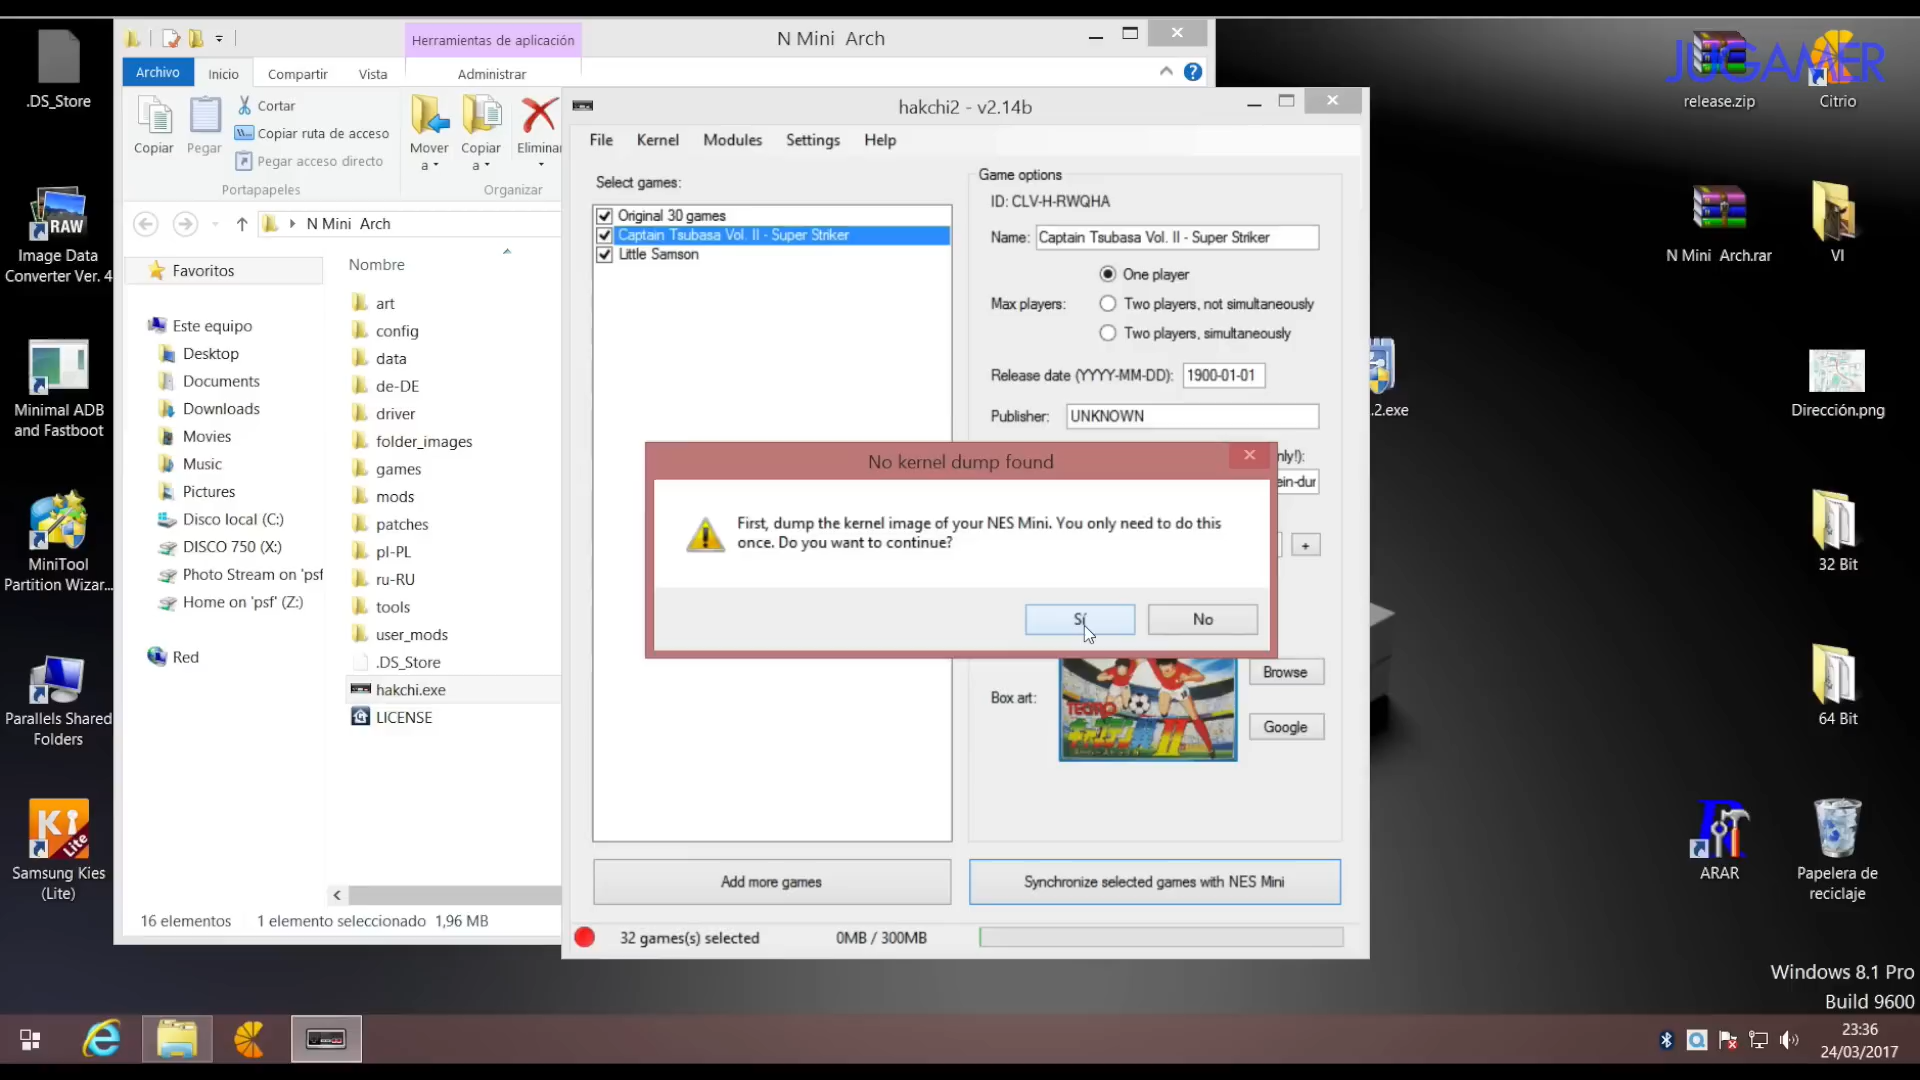 JUGAMER
.DS_Store
Image Data
Converter Ver. 4
Minimal ADB
and Fastboot
MiniTool
Partition Wizar...
Parallels Shared
Folders
Samsung Kies
(Lite)
Herramientas de aplicación
N Mini Arch
Archivo
Inicio
Compartir
Vista
Administrar
Copiar
Pegar
Cortar
Copiar ruta de acceso
Pegar acceso directo
Portapapeles
Mover
a
Copiar
a
Eliminar
Organizar
N Mini Arch
Favoritos
Este equipo
Desktop
Documents
Downloads
Movies
Music
Pictures
Disco local (C:)
DISCO 750 (X:)
Photo Stream on 'psf
Home on 'psf' (Z:)
Red
Nombre
art
config
data
de-DE
driver
folder_images
games
mods
patches
pl-PL
ru-RU
tools
user_mods
.DS_Store
hakchi.exe
LICENSE
16 elementos
1 elemento seleccionado 1,96 MB
hakchi2 - v2.14b
File
Kernel
Modules
Settings
Help
Select games:
Original 30 games
Captain Tsubasa Vol. II - Super Striker
Little Samson
Game options
ID: CLV-H-RWQHA
Name: Captain Tsubasa Vol. II - Super Striker
One player
Max players:
Two players, not simultaneously
Two players, simultaneously
Release date (YYYY-MM-DD): 1900-01-01
Publisher: UNKNOWN
nly!):
ein-dur
+
No kernel dump found
First, dump the kernel image of your NES Mini. You only need to do this
once. Do you want to continue?
Sí
No
Box art:
TECMO
II
Browse
Google
Add more games
Synchronize selected games with NES Mini
32 games(s) selected
0MB / 300MB
release.zip
Citrio
N Mini Arch.rar
VI
.2.exe
Dirección.png
32 Bit
64 Bit
ARAR
Papelera de
reciclaje
RAW
Ki
Lite
Windows 8.1 Pro
Build 9600
23:36
24/03/2017